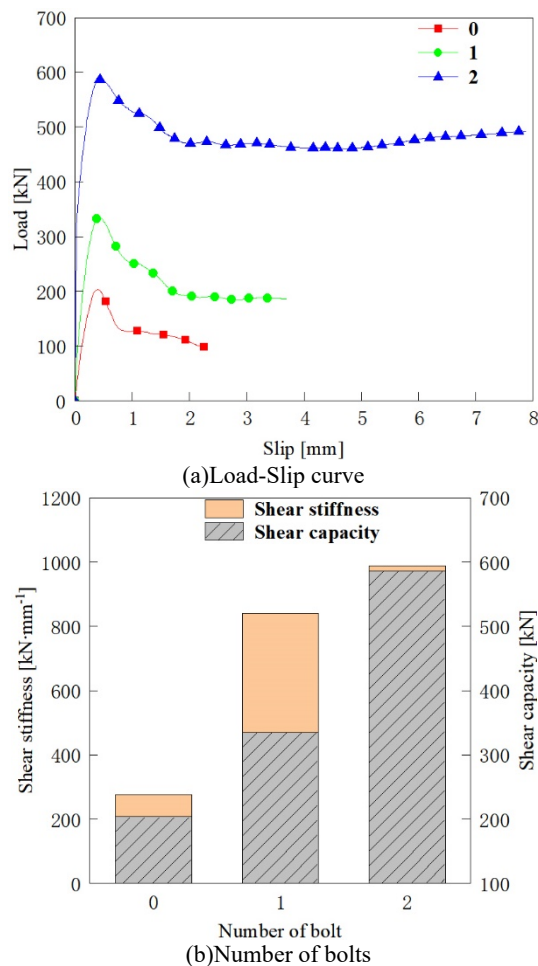 700
600
500
400
300
200
100
0
Load [kN]
0
1
2
0 1 2 3 4 5 6 7 8
Slip [mm]
(a)Load-Slip curve
1200
1000
800
600
400
200
0
Shear stiffness [kN·mm-1]
Shear stiffness
Shear capacity
700
600
500
400
300
200
100
Shear capacity [kN]
0 1 2
Number of bolt
(b)Number of bolts